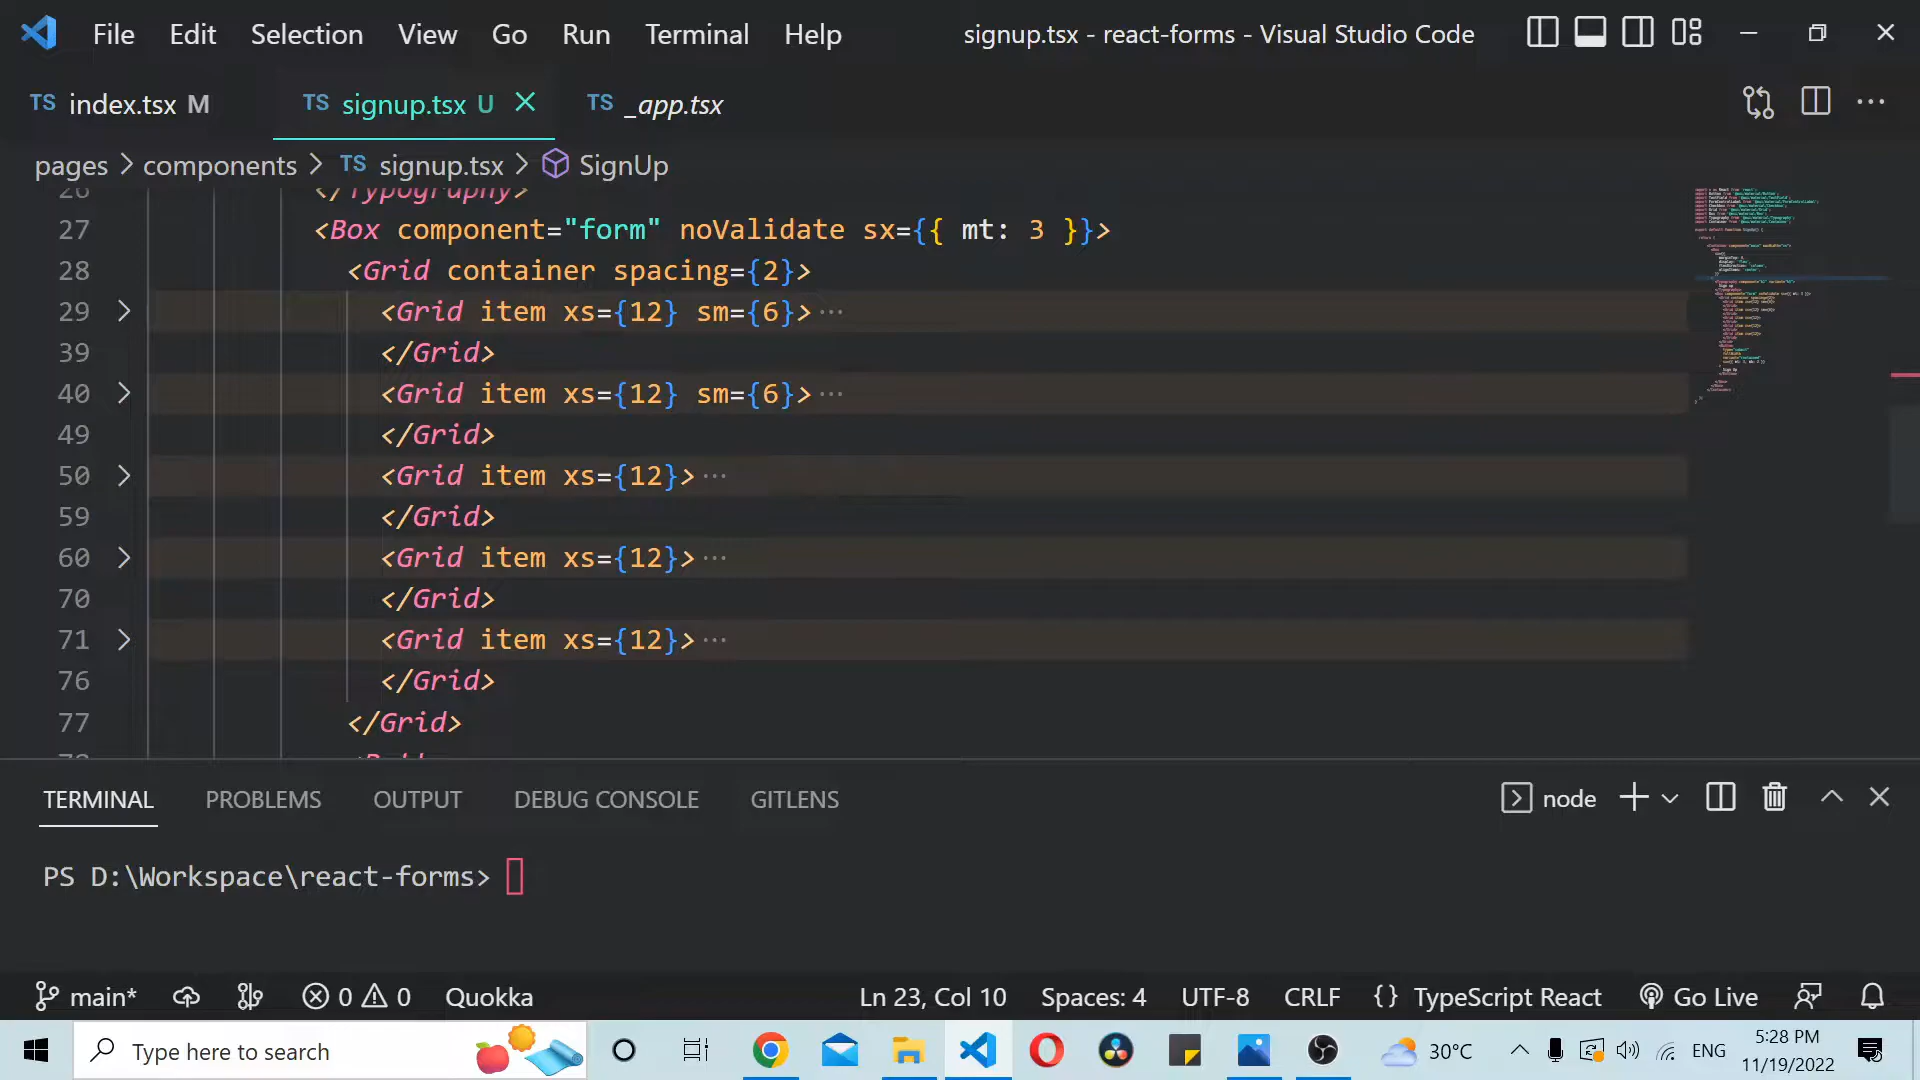 File Edit Selection View Go Run Terminal Help signup.tsx - react-forms - Visual Studio Code
TS index.tsx M TS signup.tsx U TS _app.tsx
pages > components > TS signup.tsx > SignUp
26 </Typography>
27 <Box component="form" noValidate sx={{ mt: 3 }}>
28 <Grid container spacing={2}>
29 <Grid item xs={12} sm={6}>···
39 </Grid>
40 <Grid item xs={12} sm={6}>···
49 </Grid>
50 <Grid item xs={12}>···
59 </Grid>
60 <Grid item xs={12}>···
70 </Grid>
71 <Grid item xs={12}>···
76 </Grid>
77 </Grid>
TERMINAL PROBLEMS OUTPUT DEBUG CONSOLE GITLENS node
PS D:\Workspace\react-forms>
main* 0 0 Quokka Ln 23, Col 10 Spaces: 4 UTF-8 CRLF {} TypeScript React Go Live
Type here to search 30°C ENG 5:28 PM
11/19/2022